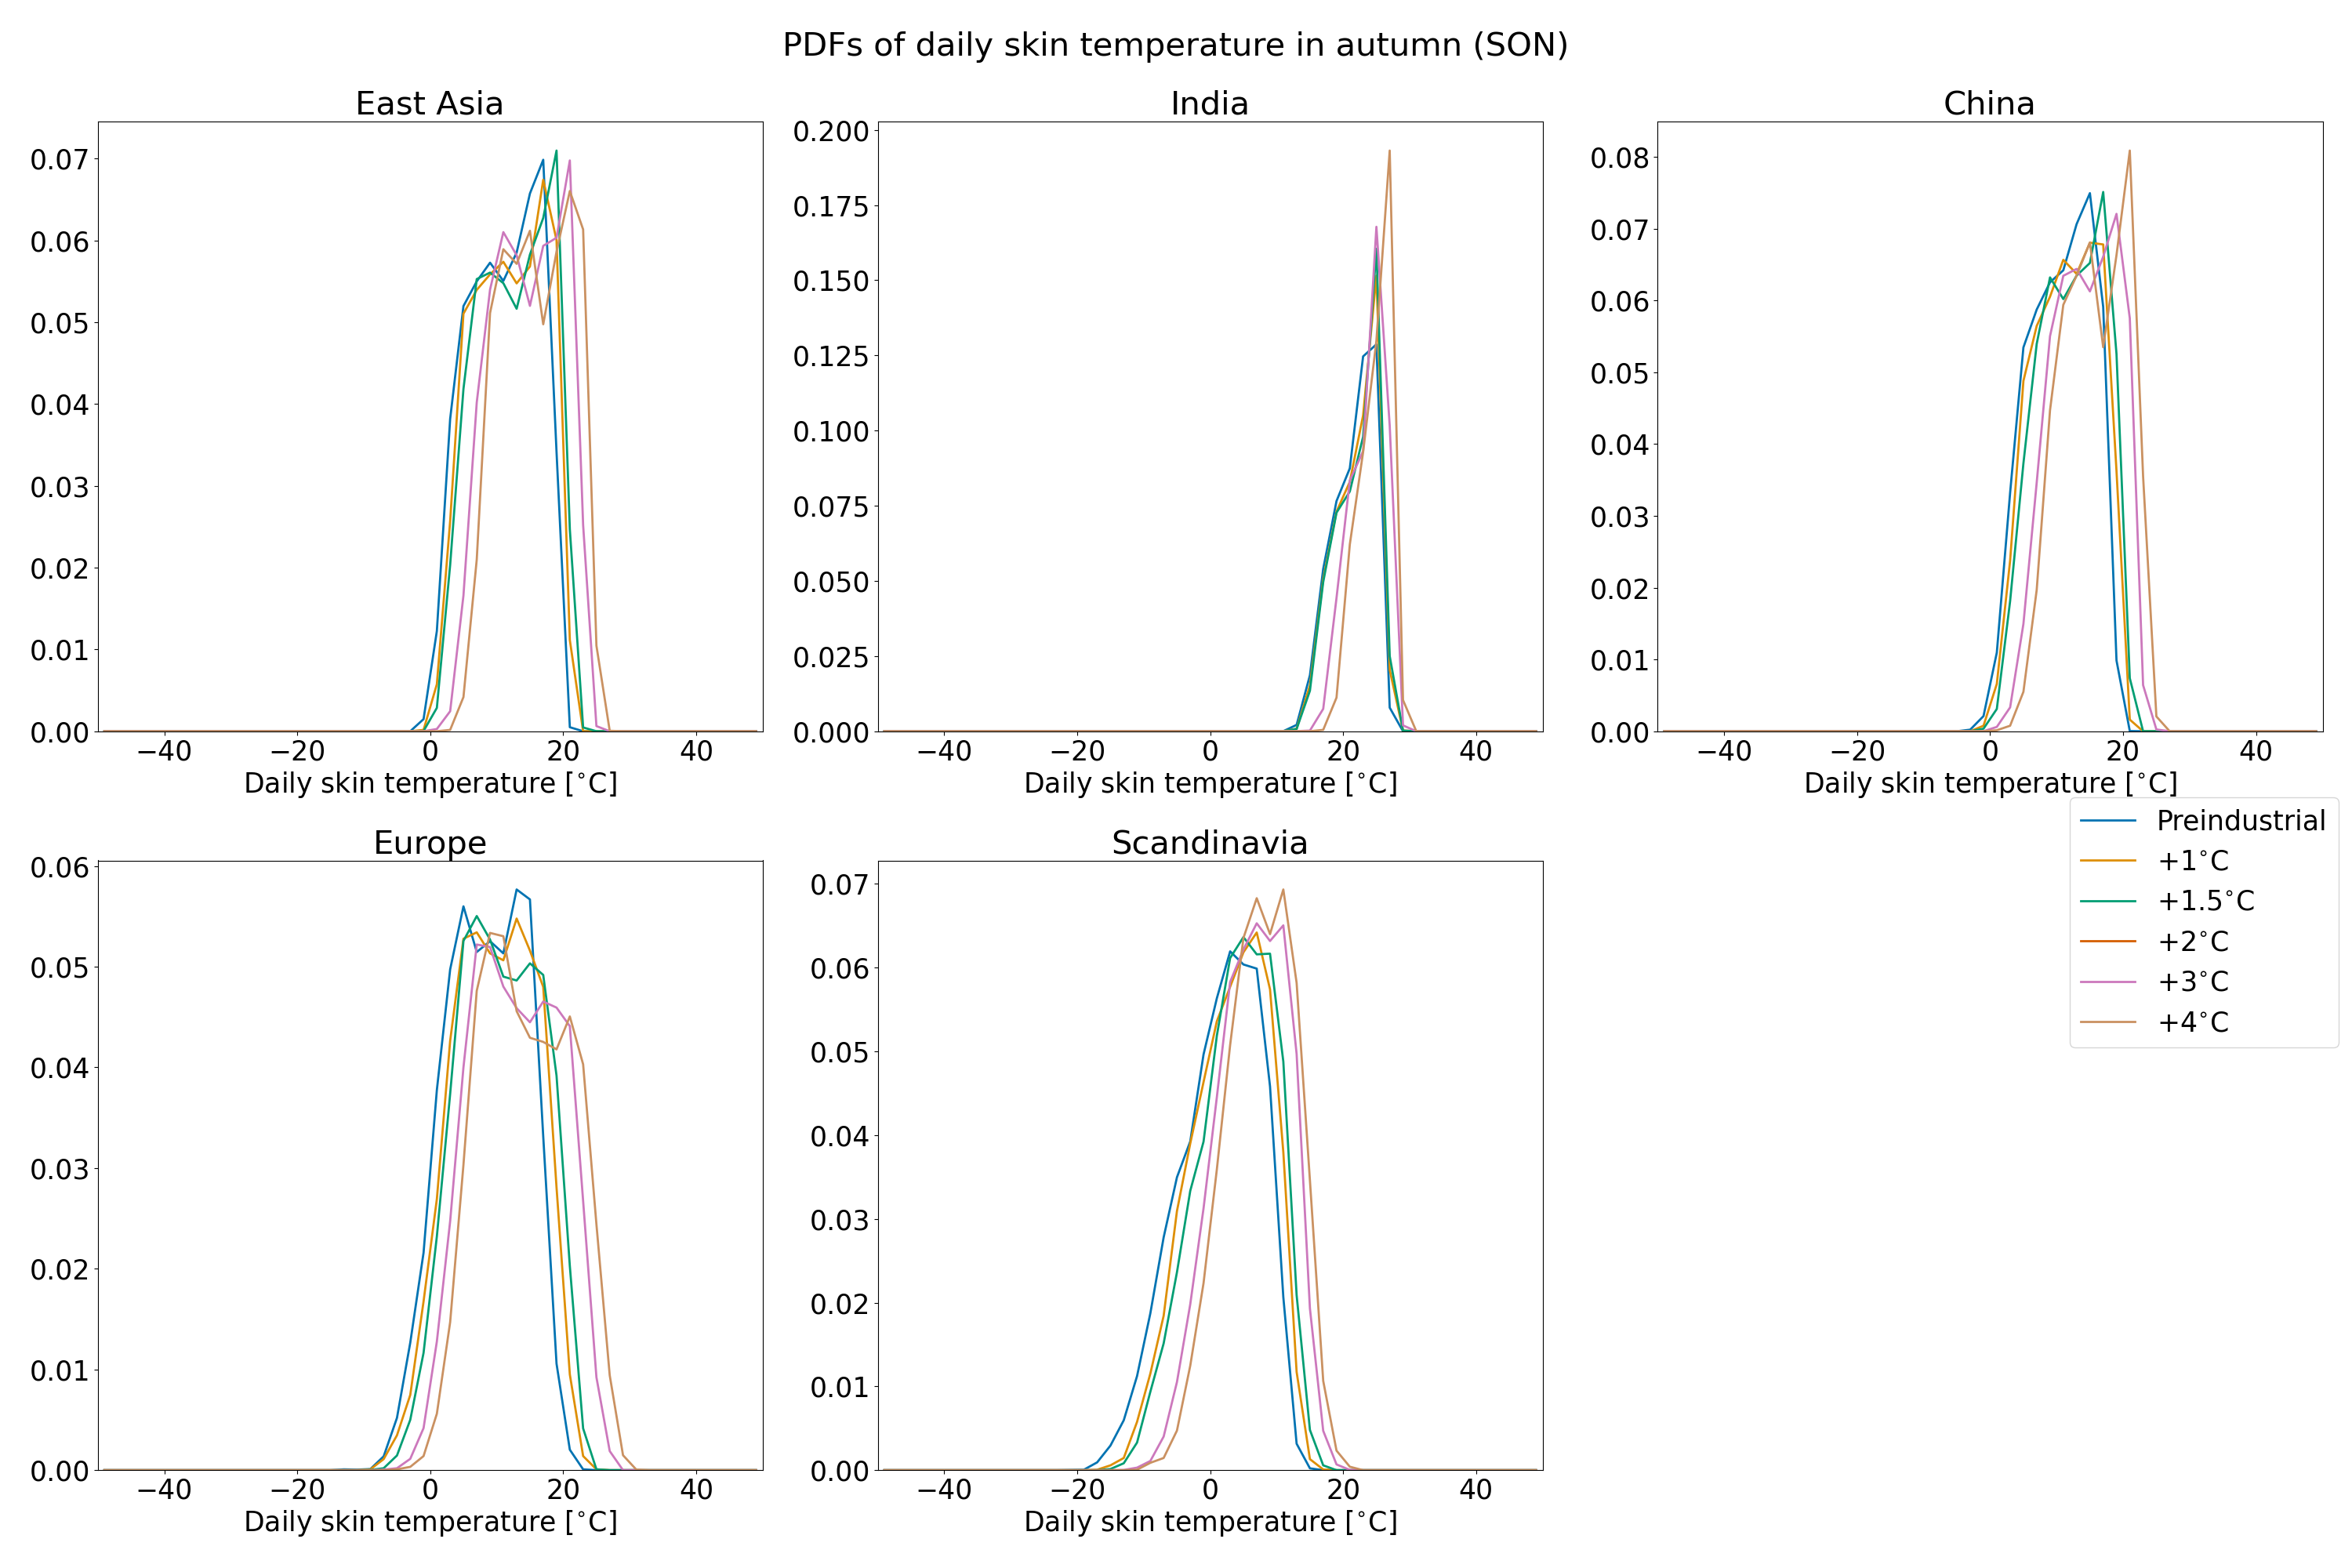 PDFs of daily skin temperature in autumn (SON)
East Asia
0.07
0.06
0.05
0.04
0.03
0.02
0.01
0.00
−40 −20 0 20 40
Daily skin temperature [°C]
India
0.200
0.175
0.150
0.125
0.100
0.075
0.050
0.025
0.000
−40 −20 0 20 40
Daily skin temperature [°C]
China
0.08
0.07
0.06
0.05
0.04
0.03
0.02
0.01
0.00
−40 −20 0 20 40
Daily skin temperature [°C]
Europe
0.06
0.05
0.04
0.03
0.02
0.01
0.00
−40 −20 0 20 40
Daily skin temperature [°C]
Scandinavia
0.07
0.06
0.05
0.04
0.03
0.02
0.01
0.00
−40 −20 0 20 40
Daily skin temperature [°C]
Preindustrial
+1°C
+1.5°C
+2°C
+3°C
+4°C